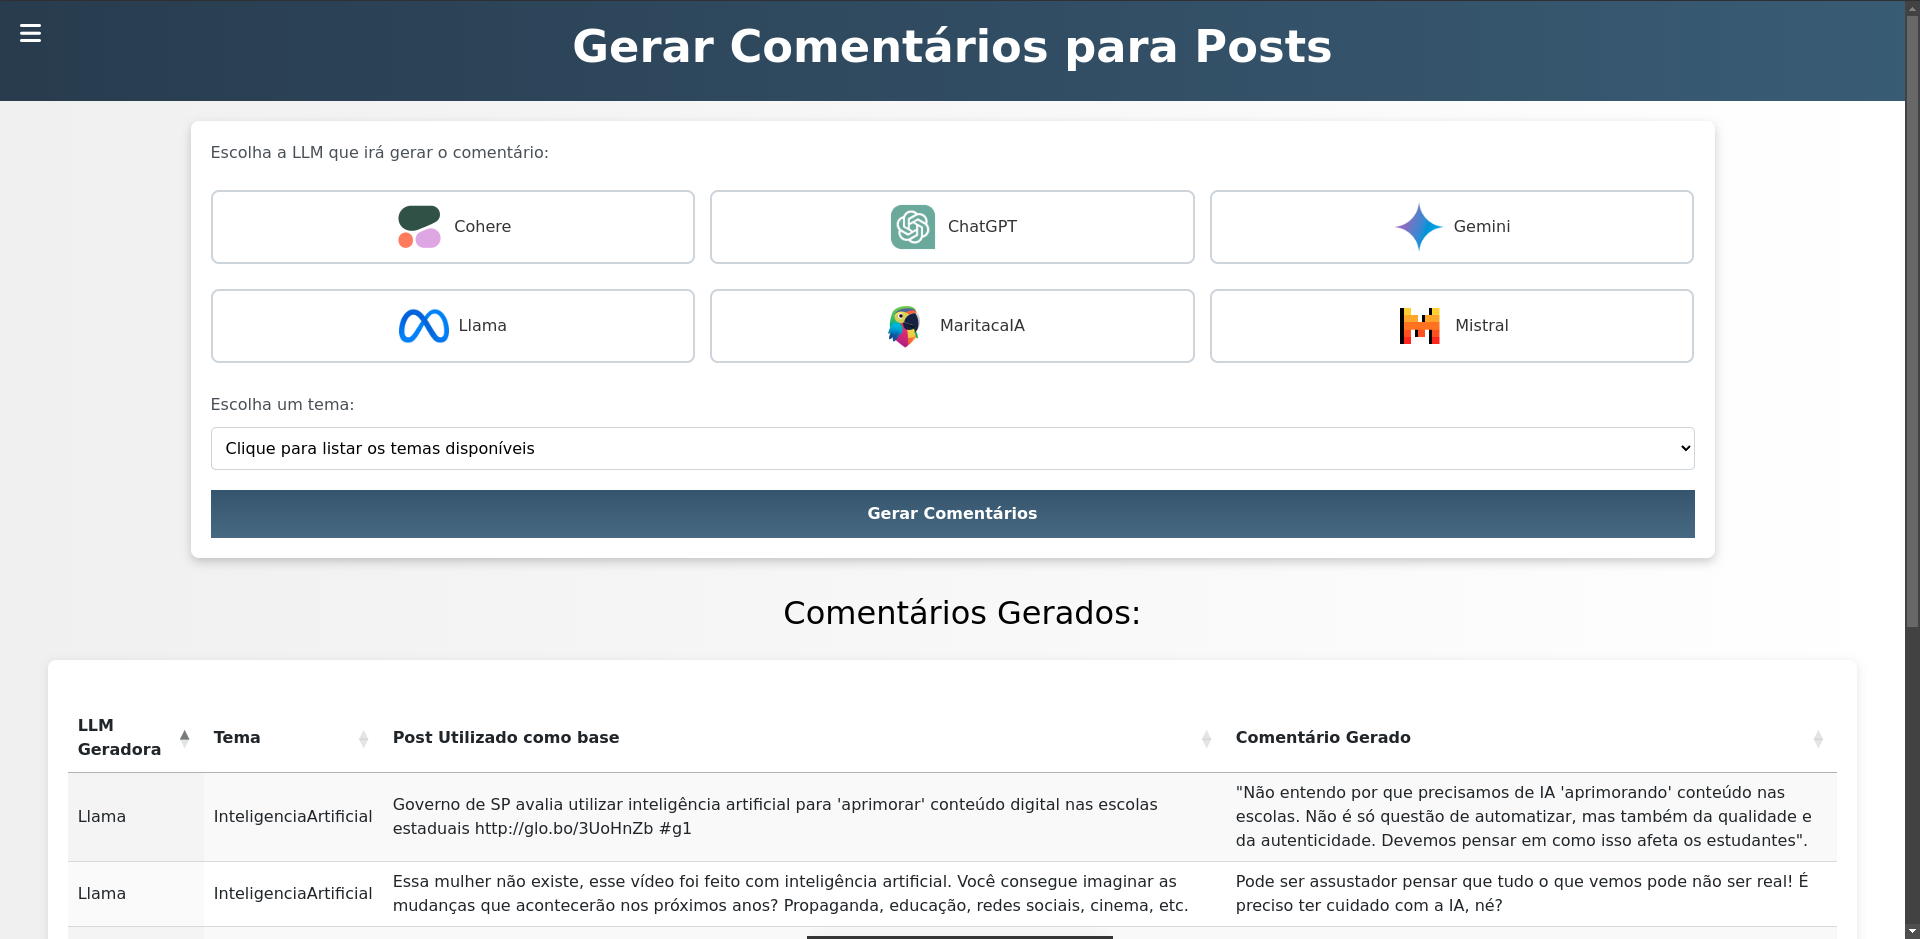 Gerar Comentários para Posts
Escolha a LLM que irá gerar o comentário:
Cohere
ChatGPT
Gemini
Llama
MaritacaIA
Mistral
Escolha um tema:
Clique para listar os temas disponíveis
Gerar Comentários
Comentários Gerados:
LLM
Geradora
Tema
Post Utilizado como base
Comentário Gerado
Llama
InteligenciaArtificial
Governo de SP avalia utilizar inteligência artificial para 'aprimorar' conteúdo digital nas escolas
estaduais http://glo.bo/3UoHnZb #g1
"Não entendo por que precisamos de IA 'aprimorando' conteúdo nas
escolas. Não é só questão de automatizar, mas também da qualidade e
da autenticidade. Devemos pensar em como isso afeta os estudantes".
Llama
InteligenciaArtificial
Essa mulher não existe, esse vídeo foi feito com inteligência artificial. Você consegue imaginar as
mudanças que acontecerão nos próximos anos? Propaganda, educação, redes sociais, cinema, etc.
Pode ser assustador pensar que tudo o que vemos pode não ser real! É
preciso ter cuidado com a IA, né?